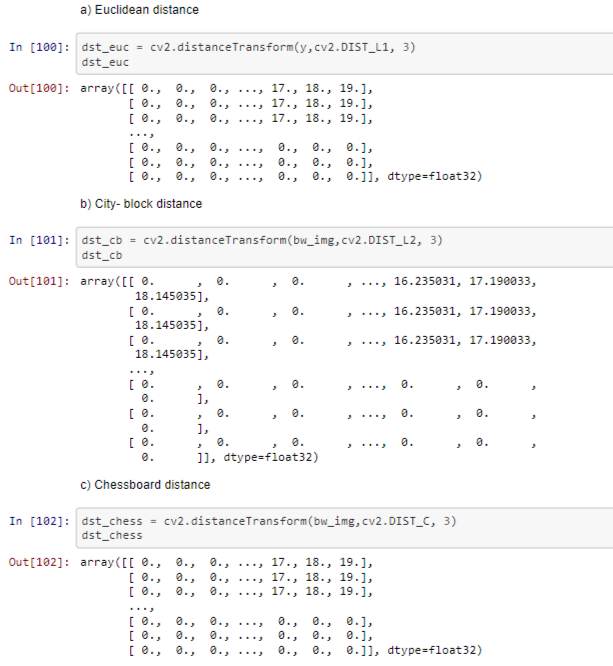 a) Euclidean distance
In [100]: dst_euc = cv2.distanceTransform(y,cv2.DIST_L1, 3)
dst_euc
Out[100]: array([[ 0., 0., 0., ..., 17., 18., 19.],
[ 0., 0., 0., ..., 17., 18., 19.],
[ 0., 0., 0., ..., 17., 18., 19.],
...,
[ 0., 0., 0., ..., 0., 0., 0.],
[ 0., 0., 0., ..., 0., 0., 0.],
[ 0., 0., 0., ..., 0., 0., 0.]], dtype=float32)
b) City- block distance
In [101]: dst_cb = cv2.distanceTransform(bw_img,cv2.DIST_L2, 3)
dst_cb
Out[101]: array([[ 0. , 0. , 0. , ..., 16.235031, 17.190033,
18.145035],
[ 0. , 0. , 0. , ..., 16.235031, 17.190033,
18.145035],
[ 0. , 0. , 0. , ..., 16.235031, 17.190033,
18.145035],
...,
[ 0. , 0. , 0. , ..., 0. , 0. ,
0. ],
[ 0. , 0. , 0. , ..., 0. , 0. ,
0. ],
[ 0. , 0. , 0. , ..., 0. , 0. ,
0. ]], dtype=float32)
c) Chessboard distance
In [102]: dst_chess = cv2.distanceTransform(bw_img,cv2.DIST_C, 3)
dst_chess
Out[102]: array([[ 0., 0., 0., ..., 17., 18., 19.],
[ 0., 0., 0., ..., 17., 18., 19.],
[ 0., 0., 0., ..., 17., 18., 19.],
...,
[ 0., 0., 0., ..., 0., 0., 0.],
[ 0., 0., 0., ..., 0., 0., 0.],
[ 0., 0., 0., ..., 0., 0., 0.]], dtype=float32)